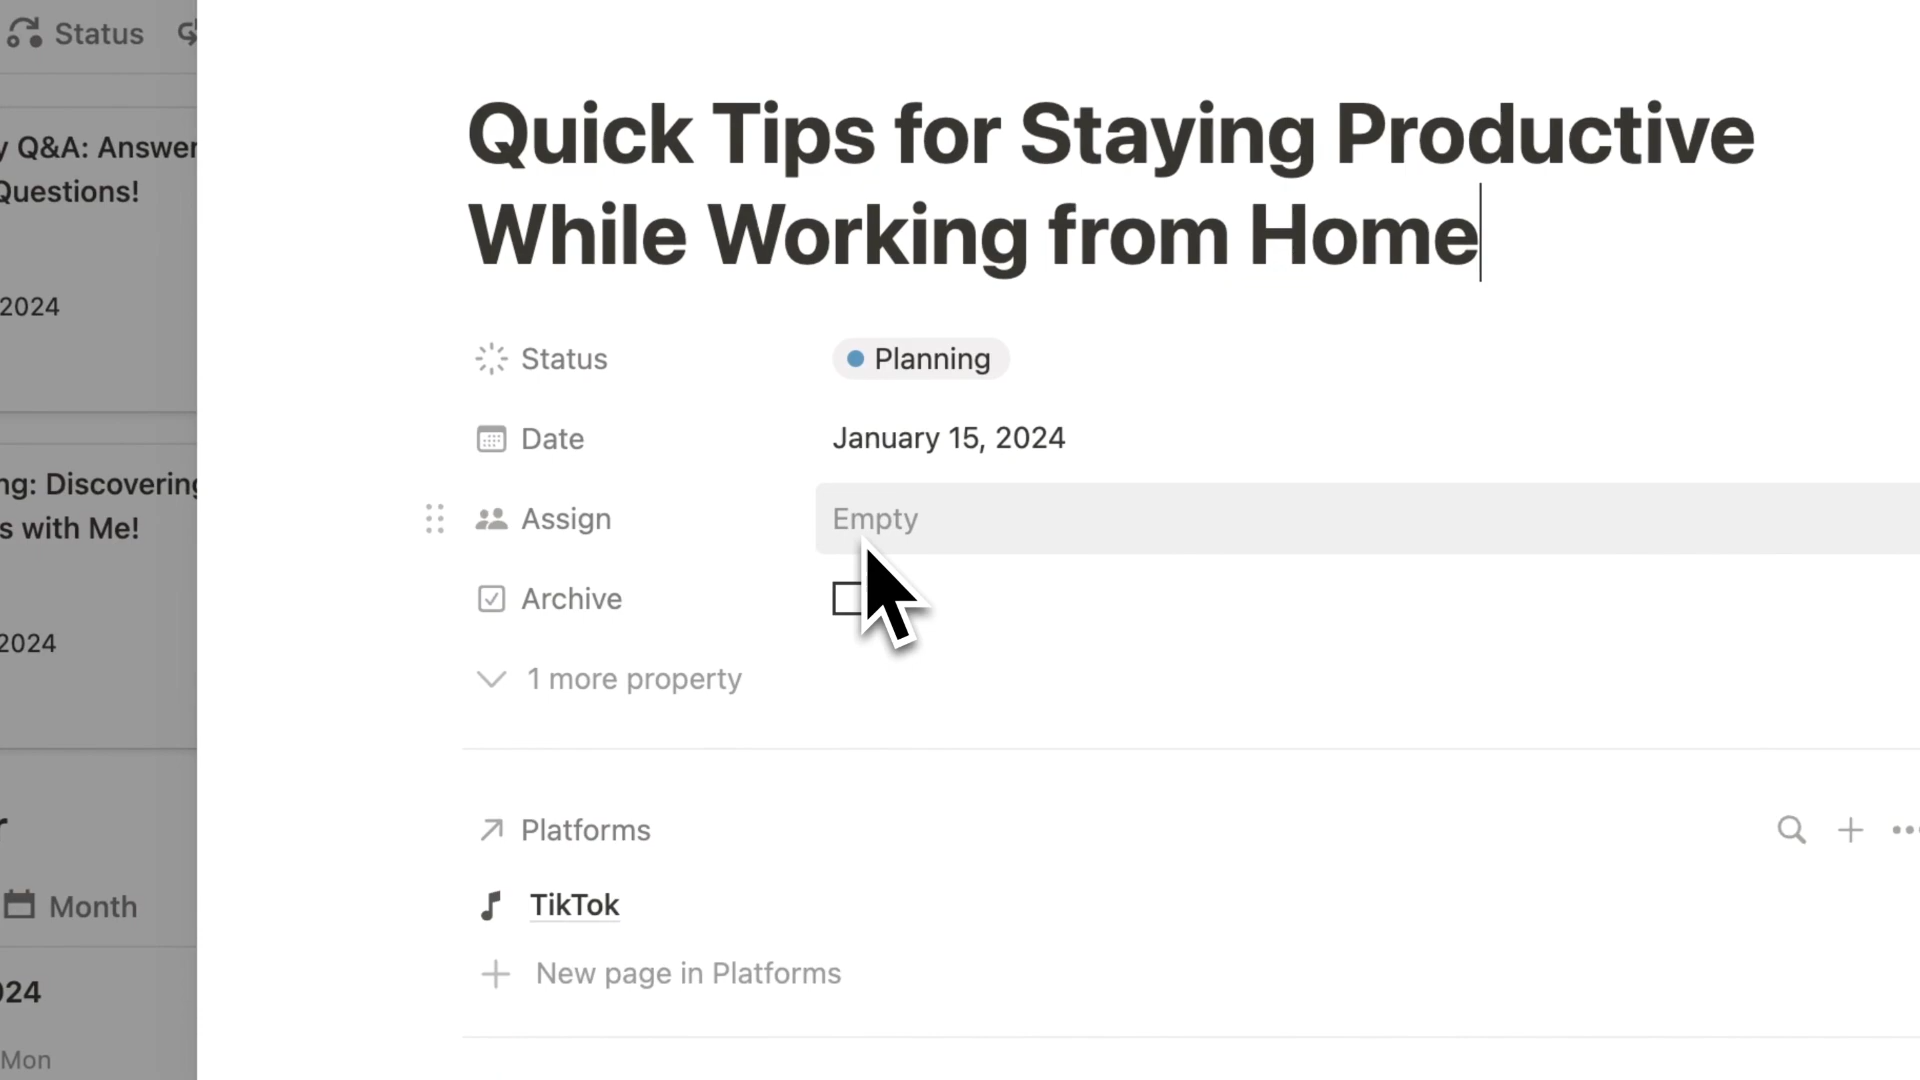 Status
y Q&A: Answer
Questions!
2024
ng: Discovering
s with Me!
2024
r
Month
024
Mon
Quick Tips for Staying Productive
While Working from Home
Status Planning
Date January 15, 2024
Assign Empty
Archive
1 more property
Platforms
TikTok
New page in Platforms